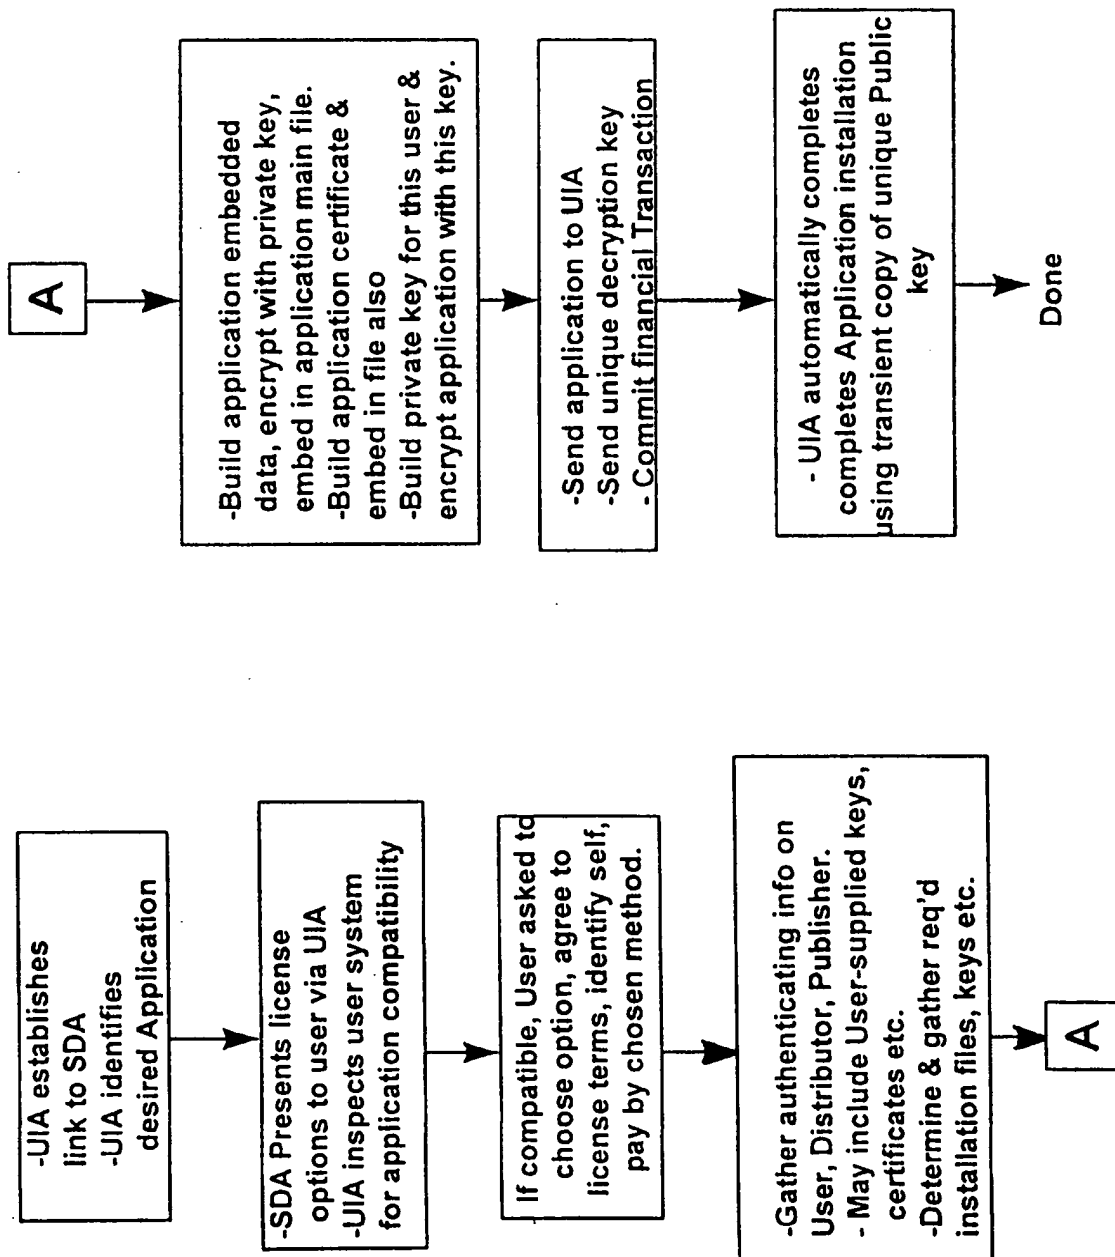 -UIA establishes
link to SDA
-UIA identifies
desired Application
-SDA Presents license
options to user via UIA
-UIA inspects user system
for application compatibility
If compatible, User asked to
choose option, agree to
license terms, identify self,
pay by chosen method.
-Gather authenticating info on
User, Distributor, Publisher.
- May include User-supplied keys,
certificates etc.
-Determine & gather req'd
installation files, keys etc.
A
A
-Build application embedded
data, encrypt with private key,
embed in application main file.
-Build application certificate &
embed in file also
-Build private key for this user &
encrypt application with this key.
-Send application to UIA
-Send unique decryption key
- Commit financial Transaction
- UIA automatically completes
completes Application installation
using transient copy of unique Public
key
Done